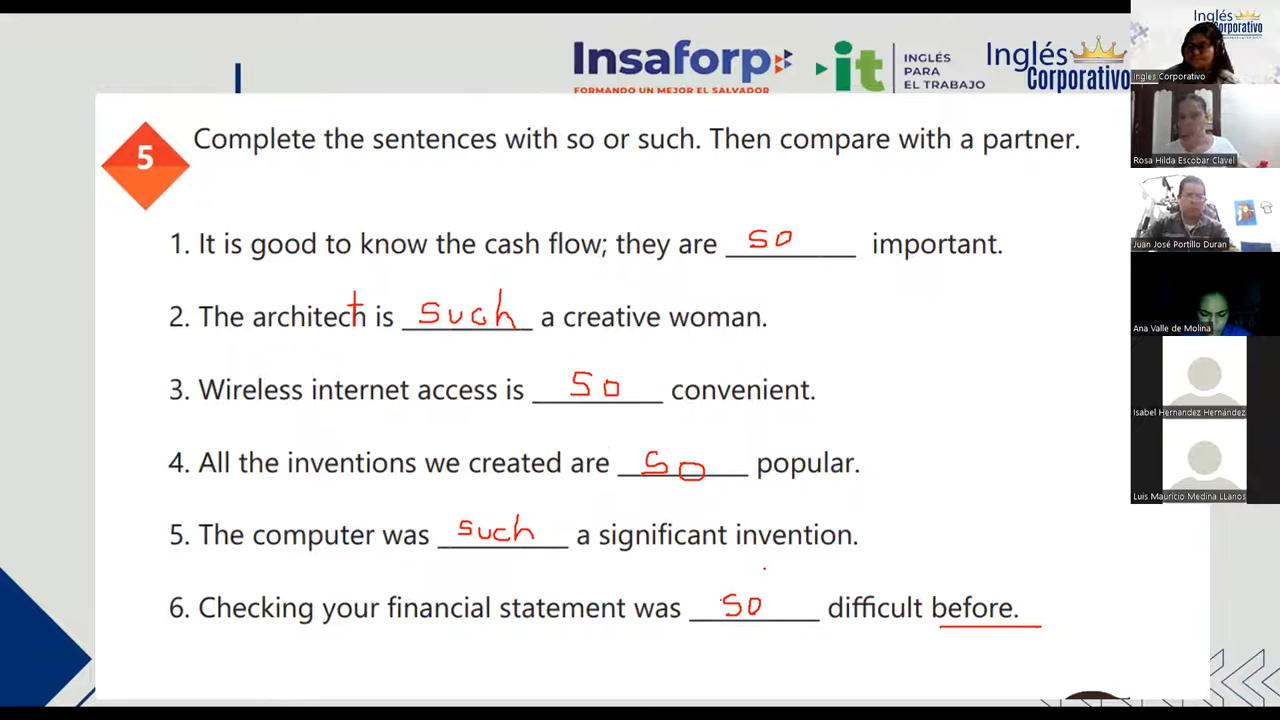 Insaforp
FORMANDO UN MEJOR EL SALVADOR
it
INGLÉS
PARA
EL TRABAJO
Inglés
Corporativo
5
Complete the sentences with so or such. Then compare with a partner.
1. It is good to know the cash flow; they are so important.
2. The architecht is such a creative woman.
3. Wireless internet access is so convenient.
4. All the inventions we created are so popular.
5. The computer was such a significant invention.
6. Checking your financial statement was so difficult before.
Inglés
Corporativo
Ingles Corporativo
Rosa Hilda Escobar Clavel
Juan José Portillo Duran
Ana Valle de Molina
Isabel Hernandez Hernández
Luis Mauricio Medina LLanos